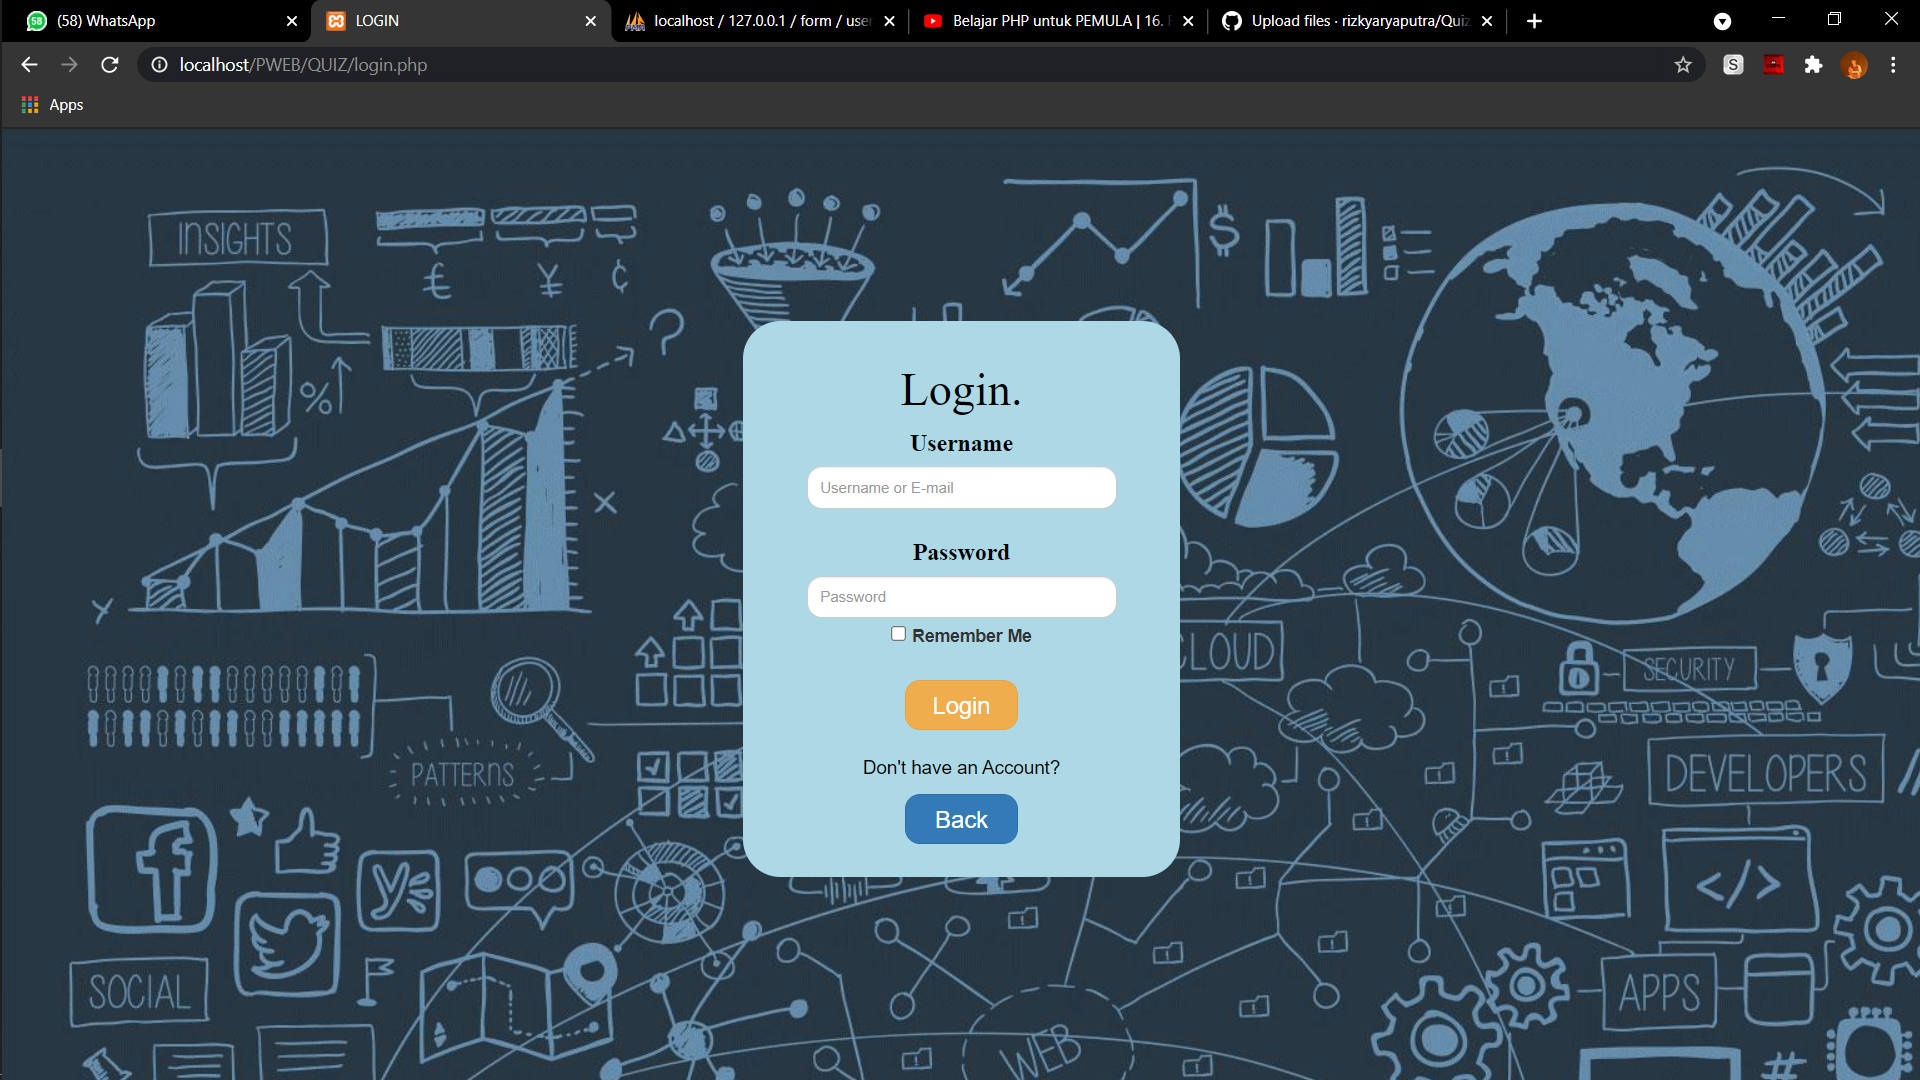 (58) WhatsApp
LOGIN
localhost / 127.0.0.1 / form / user
Belajar PHP untuk PEMULA | 16.
Upload files · rizkyaryaputra/Quiz
localhost/PWEB/QUIZ/login.php
Apps
INSIGHTS
€ ¥ ¢
$
?
%
Login.
Username
Username or E-mail
Password
Password
Remember Me
Login
Don't have an Account?
Back
X
Y
CLOUD
SECURITY
PATTERNS
DEVELOPERS
</>
SOCIAL
APPS
WEB
#